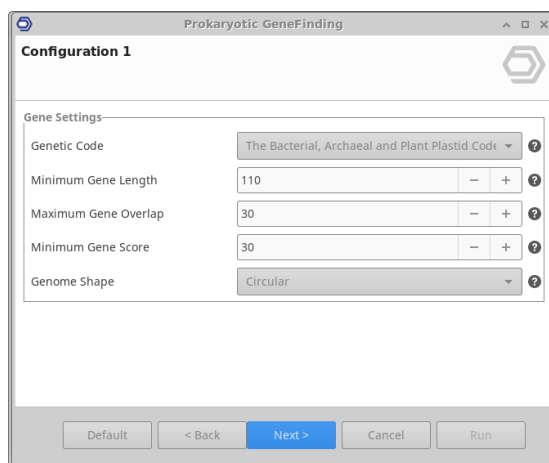 Prokaryotic GeneFinding
Configuration 1
Gene Settings
Genetic Code The Bacterial, Archaeal and Plant Plastid Code
Minimum Gene Length 110
Maximum Gene Overlap 30
Minimum Gene Score 30
Genome Shape Circular
Default < Back Next > Cancel Run